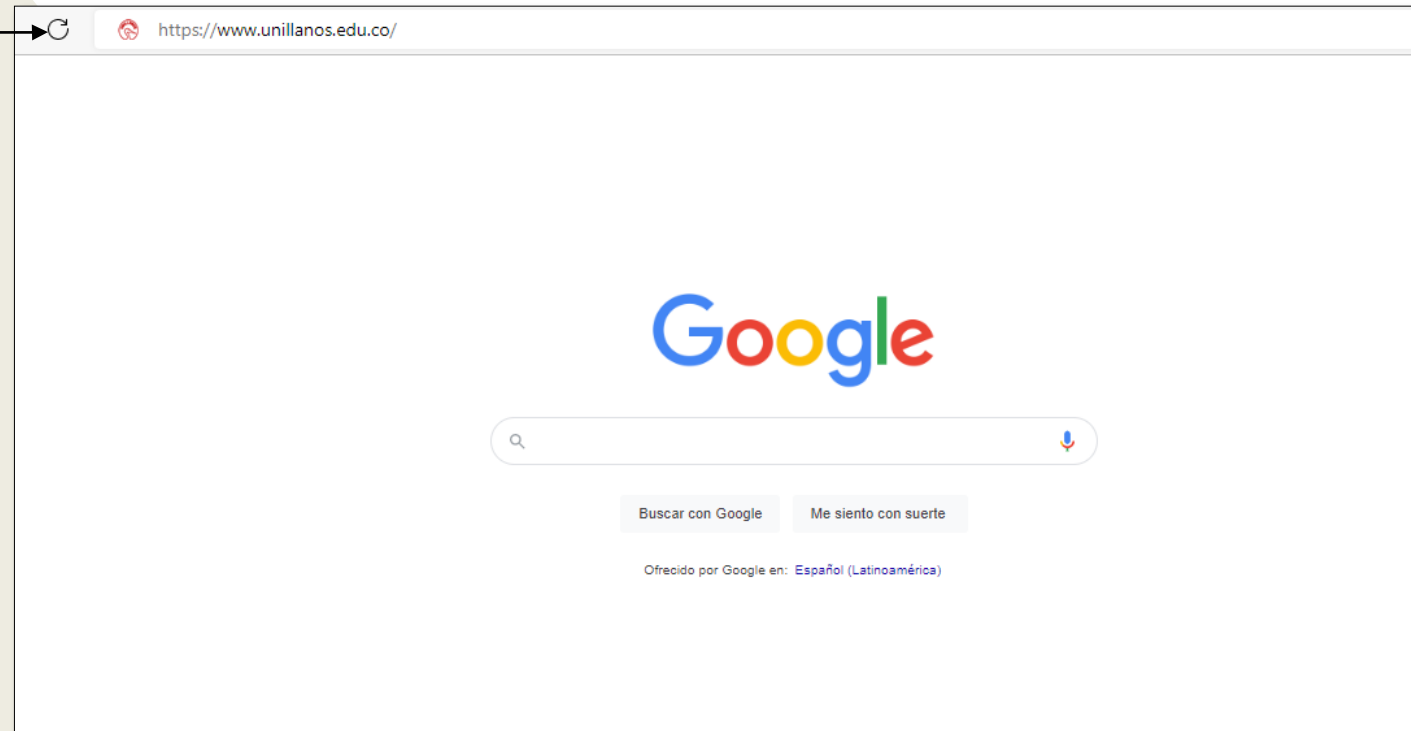 https://www.unillanos.edu.co/
Google
Buscar con Google Me siento con suerte
Ofrecido por Google en: Español (Latinoamérica)